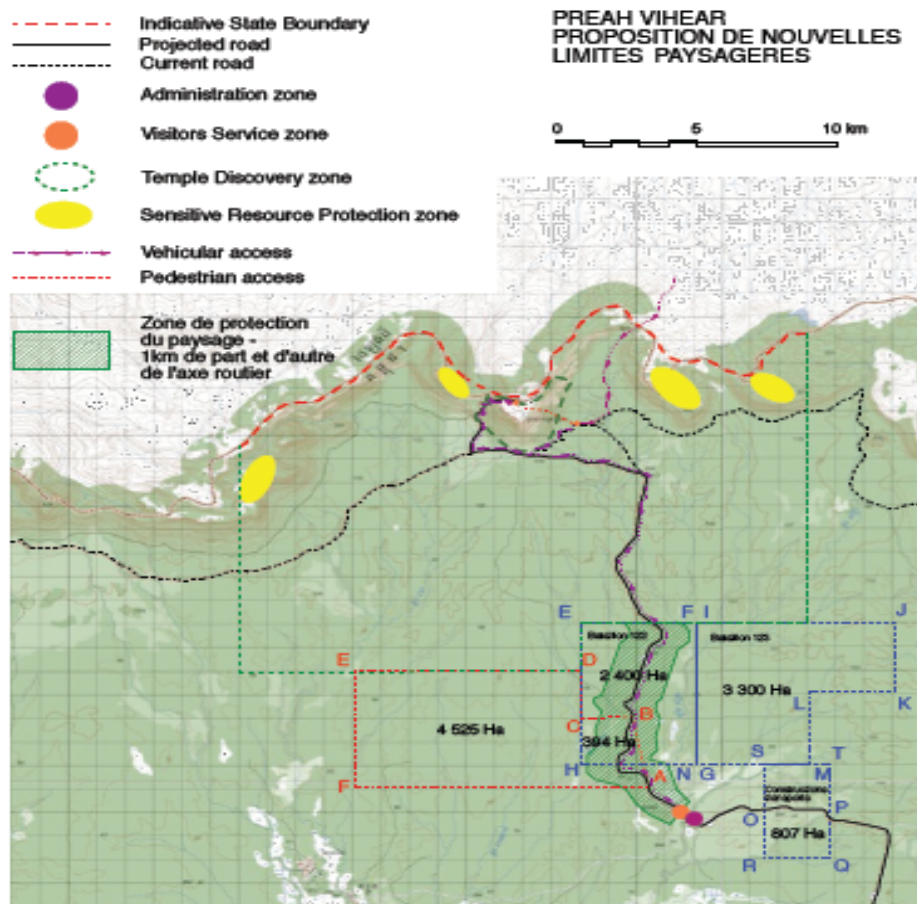 Indicative State Boundary
Projected road
Current road
Administration zone
Visitors Service zone
Temple Discovery zone
Sensitive Resource Protection zone
Vehicular access
Pedestrian access
Zone de protection
du paysage -
1km de part et d'autre
de l'axe routier
PREAH VIHEAR
PROPOSITION DE NOUVELLES
LIMITES PAYSAGERES
0 5 10 km
E F I J
E D
2 400 Ha
3 300 Ha
L K
4 525 Ha
C B
394 Ha
H A N G S M T
F
O P
807 Ha
R Q